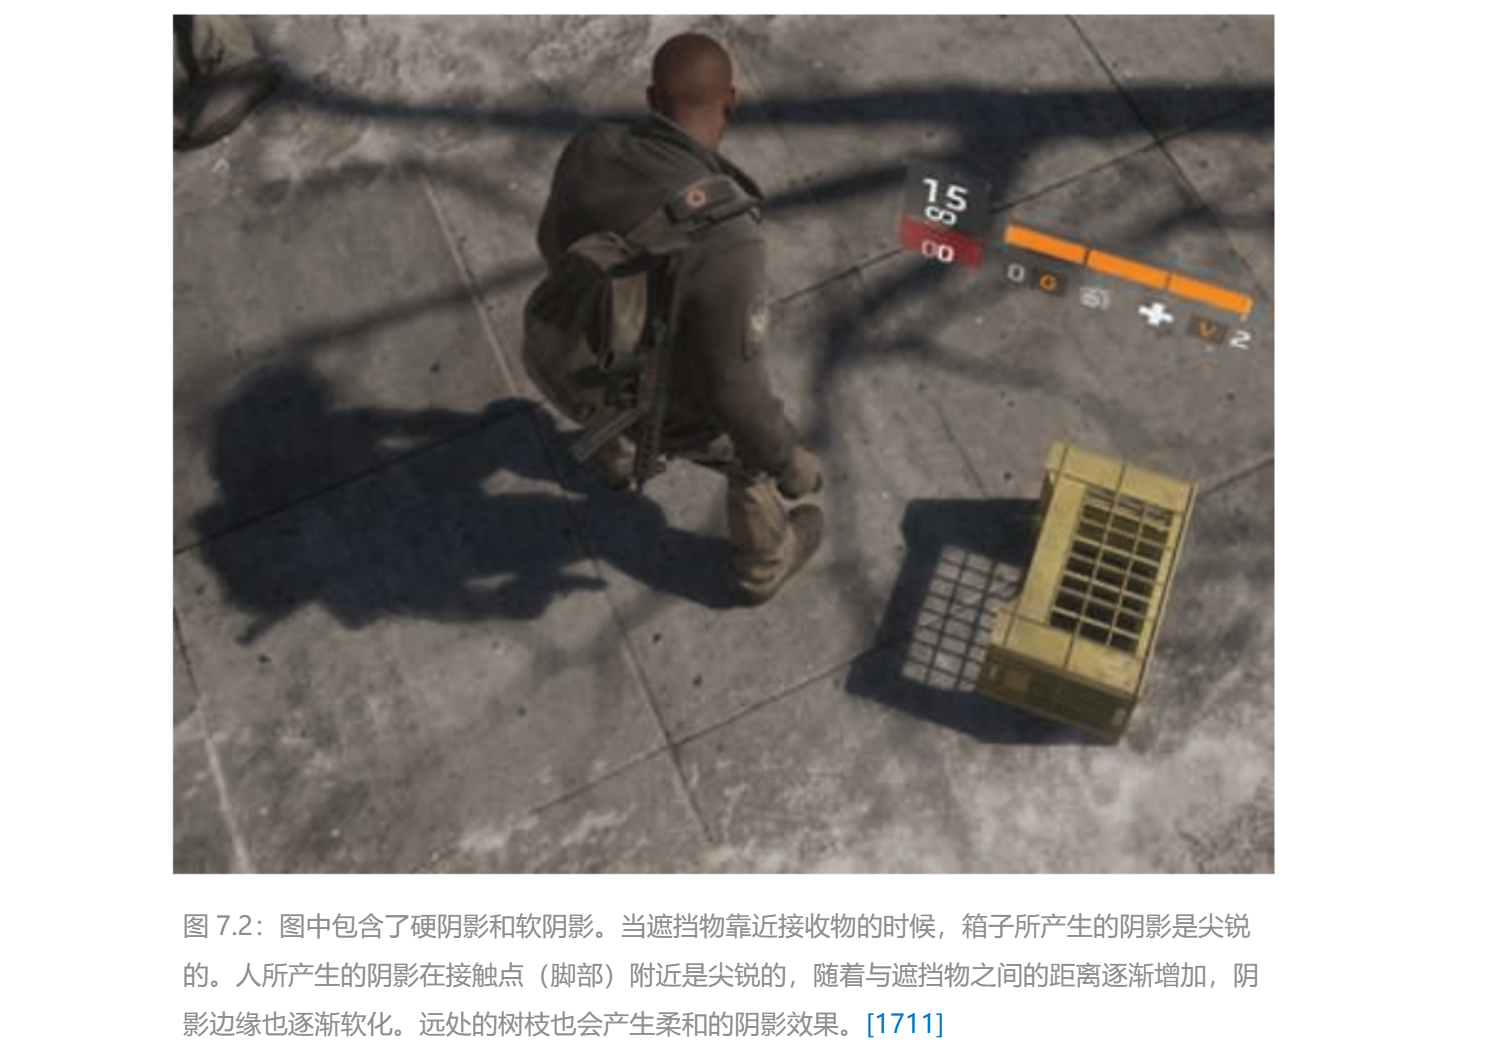 15
∞
00
0 G
V 2
图 7.2：图中包含了硬阴影和软阴影。当遮挡物靠近接收物的时候，箱子所产生的阴影是尖锐
的。人所产生的阴影在接触点（脚部）附近是尖锐的，随着与遮挡物之间的距离逐渐增加，阴
影边缘也逐渐软化。远处的树枝也会产生柔和的阴影效果。[1711]